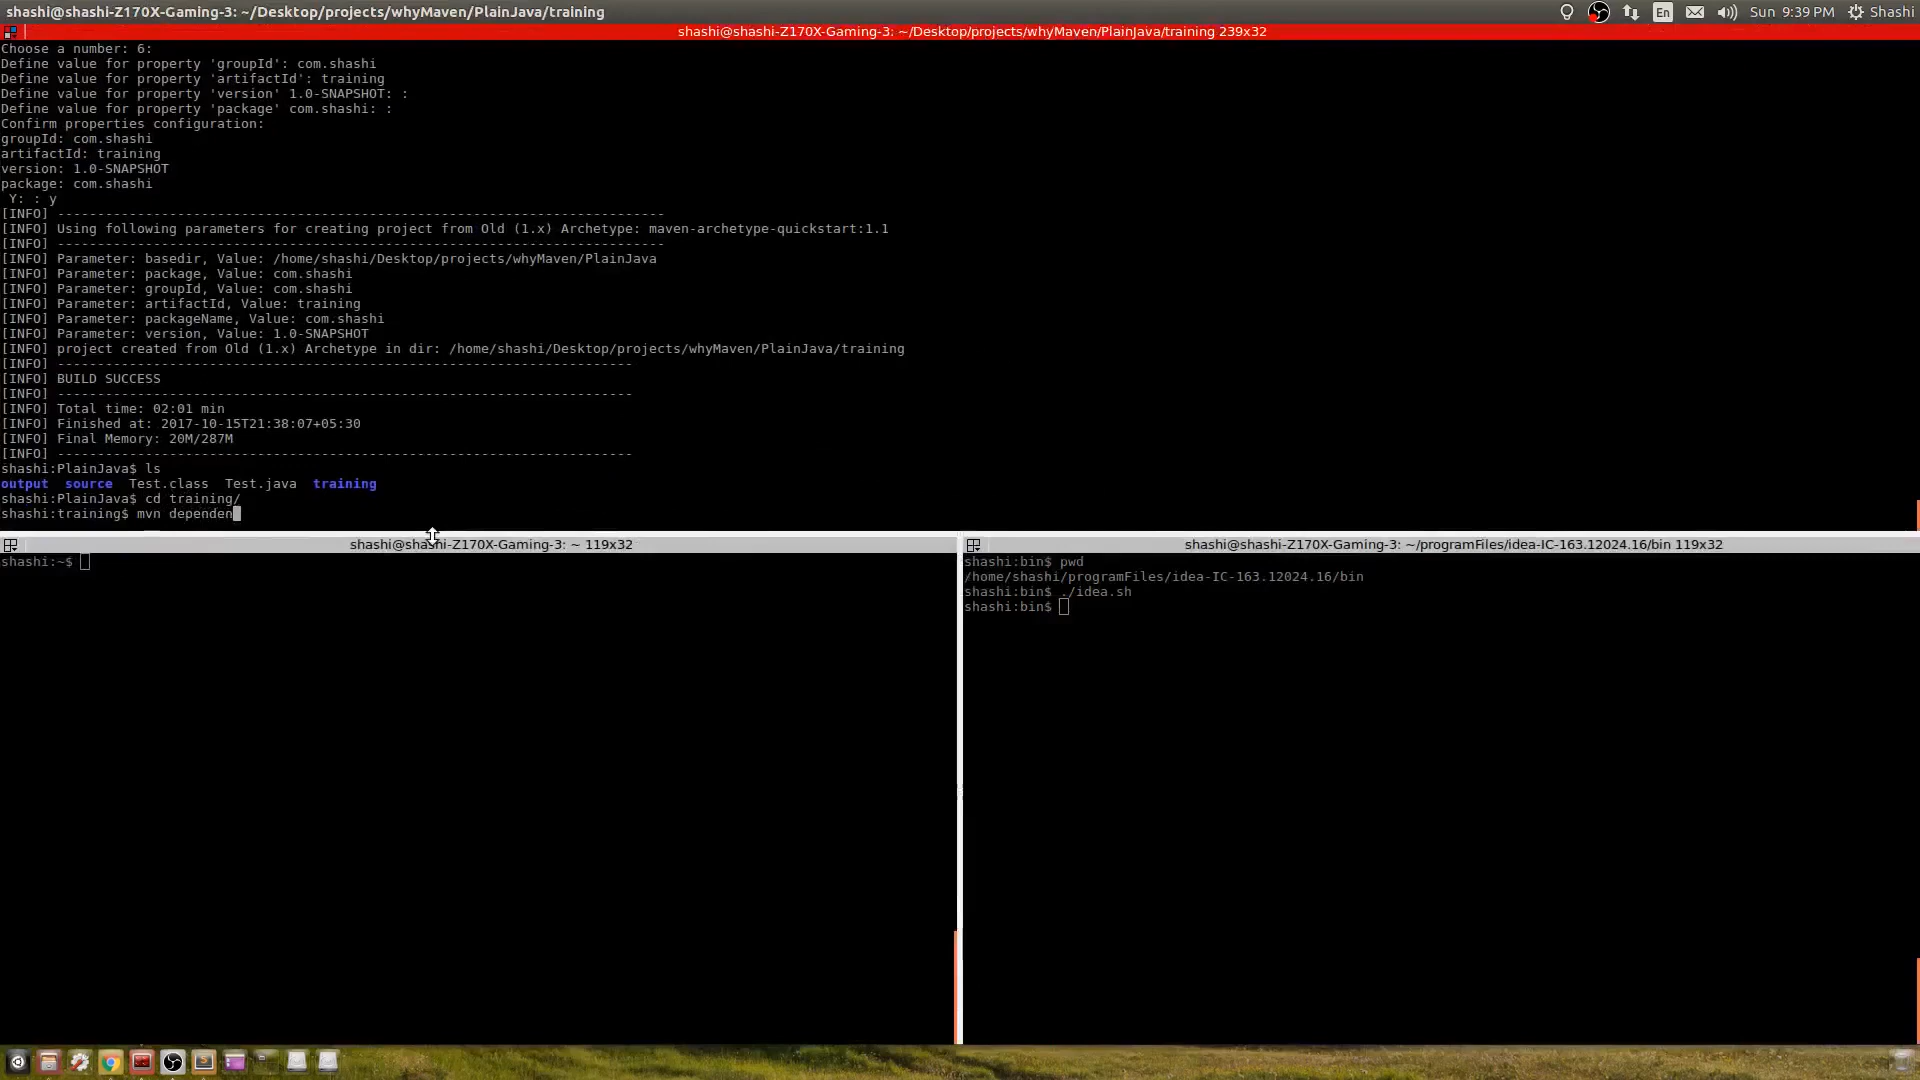 shashi@shashi-Z170X-Gaming-3: ~/Desktop/projects/whyMaven/PlainJava/training
En
Sun 9:39 PM
Shashi
shashi@shashi-Z170X-Gaming-3: ~/Desktop/projects/whyMaven/PlainJava/training 239x32
Choose a number: 6:
Define value for property 'groupId': com.shashi
Define value for property 'artifactId': training
Define value for property 'version' 1.0-SNAPSHOT: :
Define value for property 'package' com.shashi: :
Confirm properties configuration:
groupId: com.shashi
artifactId: training
version: 1.0-SNAPSHOT
package: com.shashi
Y: : y
[INFO] ----------------------------------------------------------------------------
[INFO] Using following parameters for creating project from Old (1.x) Archetype: maven-archetype-quickstart:1.1
[INFO] ----------------------------------------------------------------------------
[INFO] Parameter: basedir, Value: /home/shashi/Desktop/projects/whyMaven/PlainJava
[INFO] Parameter: package, Value: com.shashi
[INFO] Parameter: groupId, Value: com.shashi
[INFO] Parameter: artifactId, Value: training
[INFO] Parameter: packageName, Value: com.shashi
[INFO] Parameter: version, Value: 1.0-SNAPSHOT
[INFO] project created from Old (1.x) Archetype in dir: /home/shashi/Desktop/projects/whyMaven/PlainJava/training
[INFO] ------------------------------------------------------------------------
[INFO] BUILD SUCCESS
[INFO] ------------------------------------------------------------------------
[INFO] Total time: 02:01 min
[INFO] Finished at: 2017-10-15T21:38:07+05:30
[INFO] Final Memory: 20M/287M
[INFO] ------------------------------------------------------------------------
shashi:PlainJava$ ls
output  source  Test.class  Test.java  training
shashi:PlainJava$ cd training/
shashi:training$ mvn dependen
shashi@shashi-Z170X-Gaming-3: ~ 119x32
shashi:~$
shashi@shashi-Z170X-Gaming-3: ~/programFiles/idea-IC-163.12024.16/bin 119x32
shashi:bin$ pwd
/home/shashi/programFiles/idea-IC-163.12024.16/bin
shashi:bin$ ./idea.sh
shashi:bin$